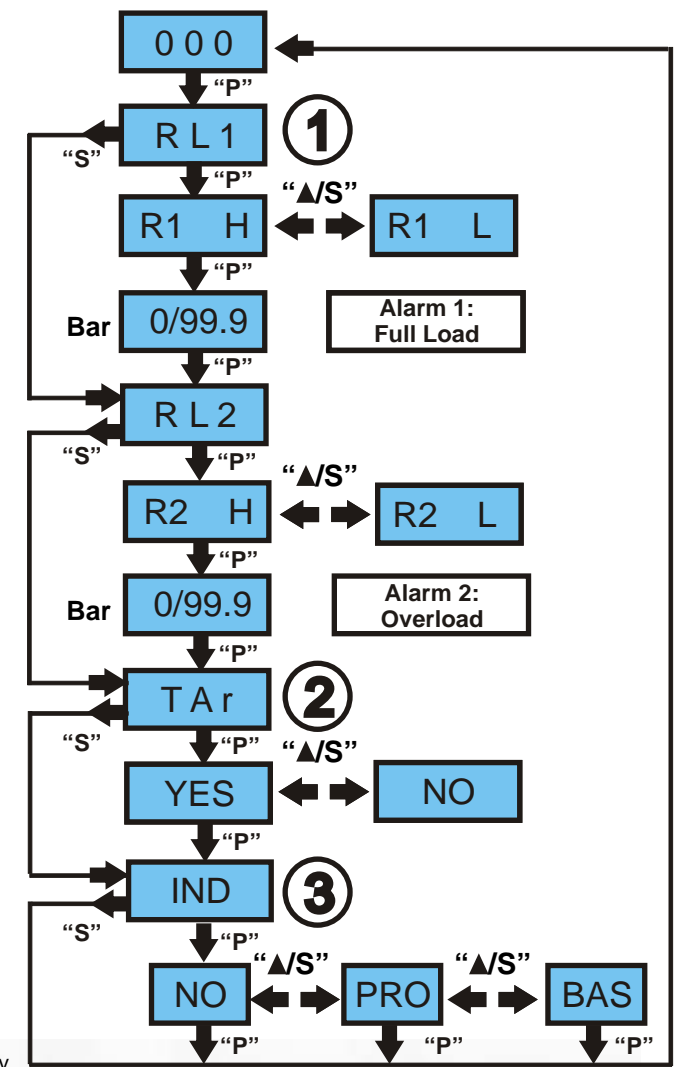 0 0 0
“P”
R L 1
1
“S”
“P”
“▲/S”
R1 H
R1 L
“P”
Bar
0/99.9
Alarm 1:
Full Load
“P”
R L 2
“S”
“P”
“▲/S”
R2 H
R2 L
“P”
Bar
0/99.9
Alarm 2:
Overload
“P”
T A r
2
“S”
“P”
“▲/S”
YES
NO
“P”
IND
3
“S”
“P”
“▲/S”
“▲/S”
NO
PRO
BAS
“P”
“P”
“P”